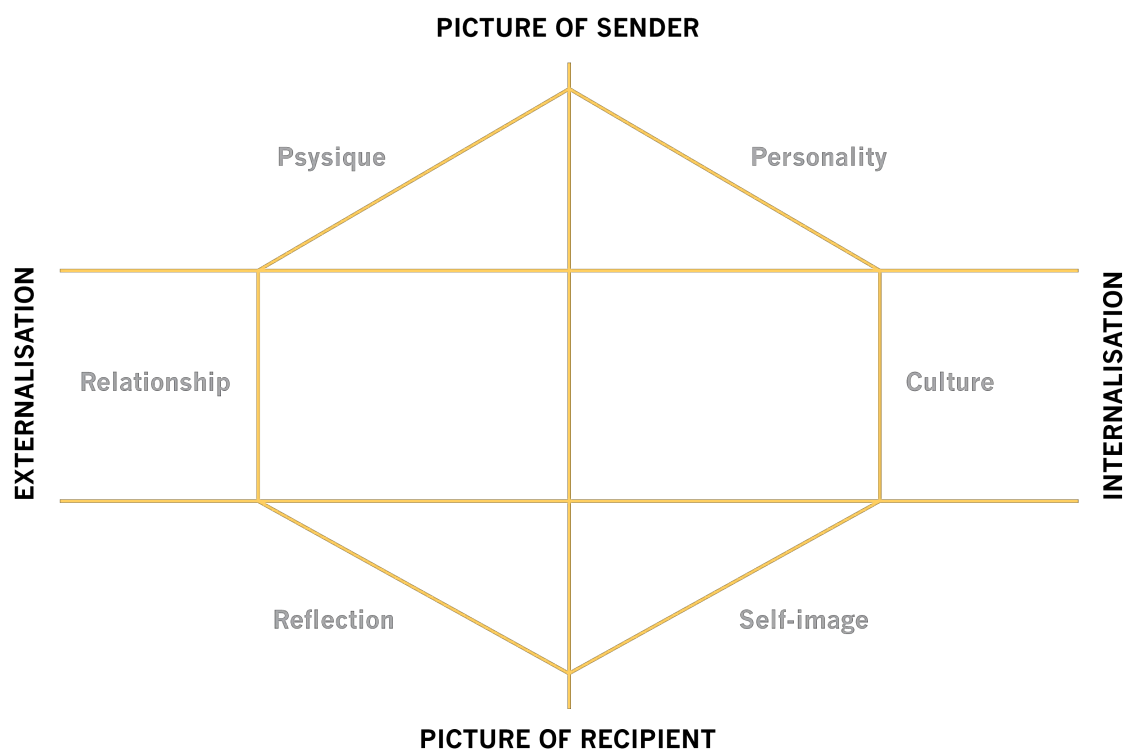 PICTURE OF SENDER
Psysique
Personality
EXTERNALISATION
INTERNALISATION
Relationship
Culture
Reflection
Self-image
PICTURE OF RECIPIENT